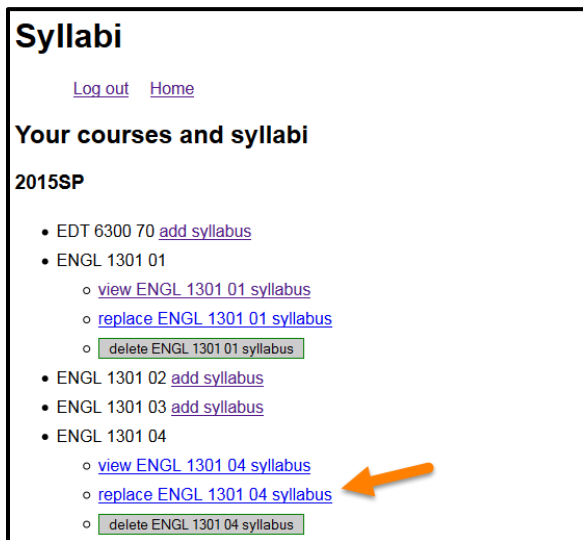 Syllabi
Log out Home
Your courses and syllabi
2015SP
EDT 6300 70 add syllabus
ENGL 1301 01
view ENGL 1301 01 syllabus
replace ENGL 1301 01 syllabus
delete ENGL 1301 01 syllabus
ENGL 1301 02 add syllabus
ENGL 1301 03 add syllabus
ENGL 1301 04
view ENGL 1301 04 syllabus
replace ENGL 1301 04 syllabus
delete ENGL 1301 04 syllabus